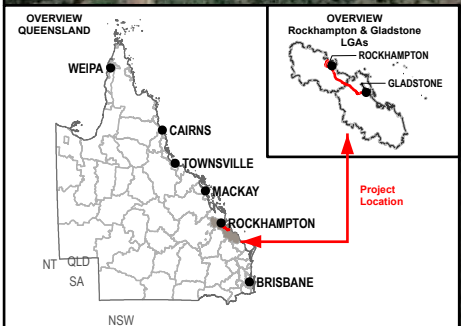 OVERVIEW
QUEENSLAND
WEIPA
CAIRNS
TOWNSVILLE
MACKAY
ROCKHAMPTON
BRISBANE
NT
QLD
SA
NSW
OVERVIEW
Rockhampton & Gladstone
LGAs
ROCKHAMPTON
GLADSTONE
Project
Location